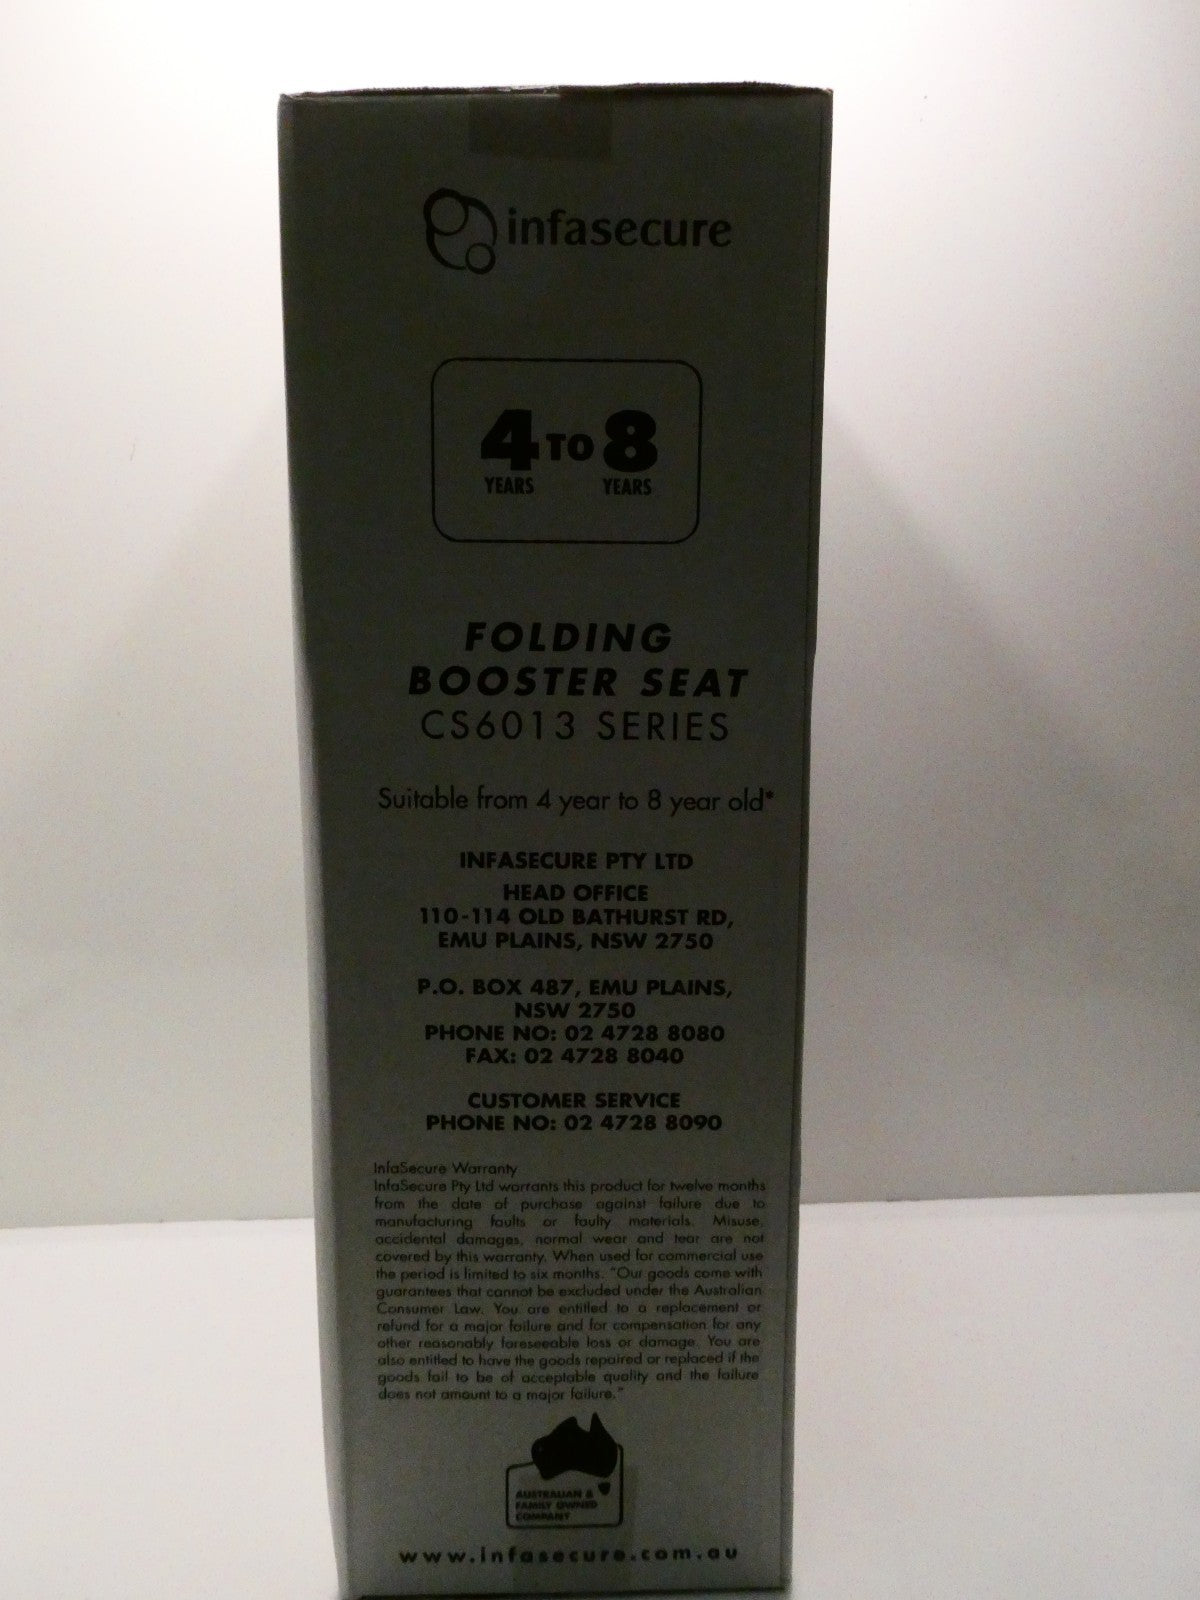 infasecure
4 TO 8
YEARS YEARS
FOLDING
BOOSTER SEAT
CS6013 SERIES
Suitable from 4 year to 8 year old*
INFASECURE PTY LTD
HEAD OFFICE
110-114 OLD BATHURST RD,
EMU PLAINS, NSW 2750
P.O. BOX 487, EMU PLAINS,
NSW 2750
PHONE NO: 02 4728 8080
FAX: 02 4728 8040
CUSTOMER SERVICE
PHONE NO: 02 4728 8090
InfaSecure Warranty
InfaSecure Pty Ltd warrants this product for twelve months
from the date of purchase against failure due to
manufacturing faults or faulty materials. Misuse,
accidental damages, normal wear and tear are not
covered by this warranty. When used for commercial use
the period is limited to six months. "Our goods come with
guarantees that cannot be excluded under the Australian
Consumer Law. You are entitled to a replacement or
refund for a major failure and for compensation for any
other reasonably foreseeable loss or damage. You are
also entitled to have the goods repaired or replaced if the
goods fail to be of acceptable quality and the failure
does not amount to a major failure."
AUSTRALIAN &
FAMILY OWNED
COMPANY
www.infasecure.com.au